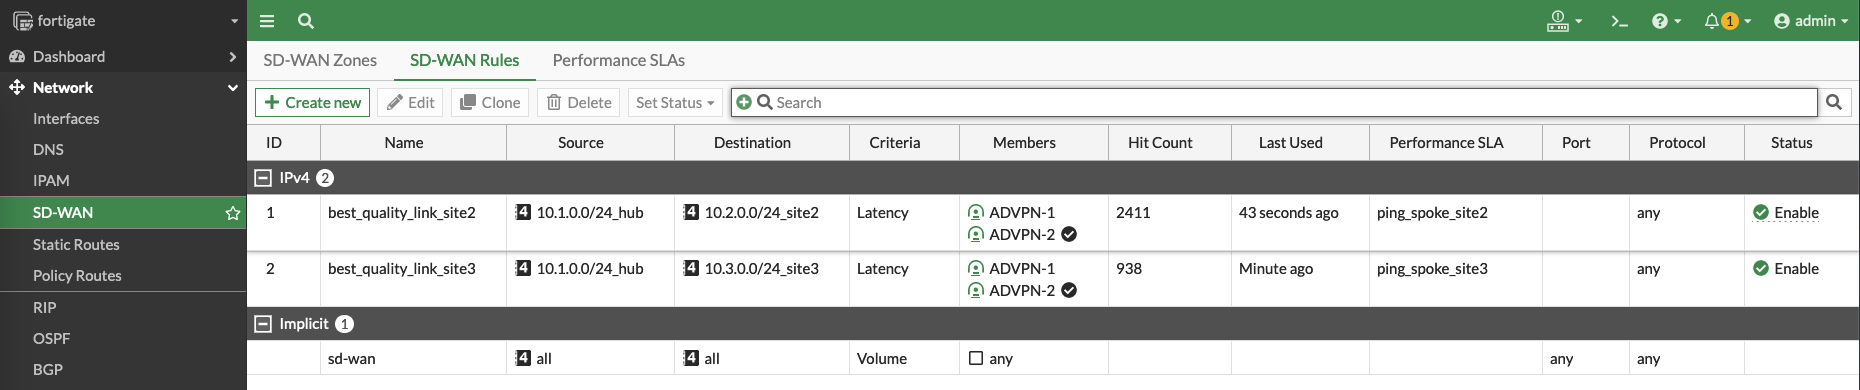 fortigate
admin
1
Dashboard
Network
Interfaces
DNS
IPAM
SD-WAN
Static Routes
Policy Routes
RIP
OSPF
BGP
SD-WAN Zones SD-WAN Rules Performance SLAs
Create new Edit Clone Delete Set Status Search
ID Name Source Destination Criteria Members Hit Count Last Used Performance SLA Port Protocol Status
IPv4 2
1 best_quality_link_site2 4 10.1.0.0/24_hub 4 10.2.0.0/24_site2 Latency ADVPN-1 2411 43 seconds ago ping_spoke_site2 any Enable
ADVPN-2
2 best_quality_link_site3 4 10.1.0.0/24_hub 4 10.3.0.0/24_site3 Latency ADVPN-1 938 Minute ago ping_spoke_site3 any Enable
ADVPN-2
Implicit 1
sd-wan 4 all 4 all Volume any any any